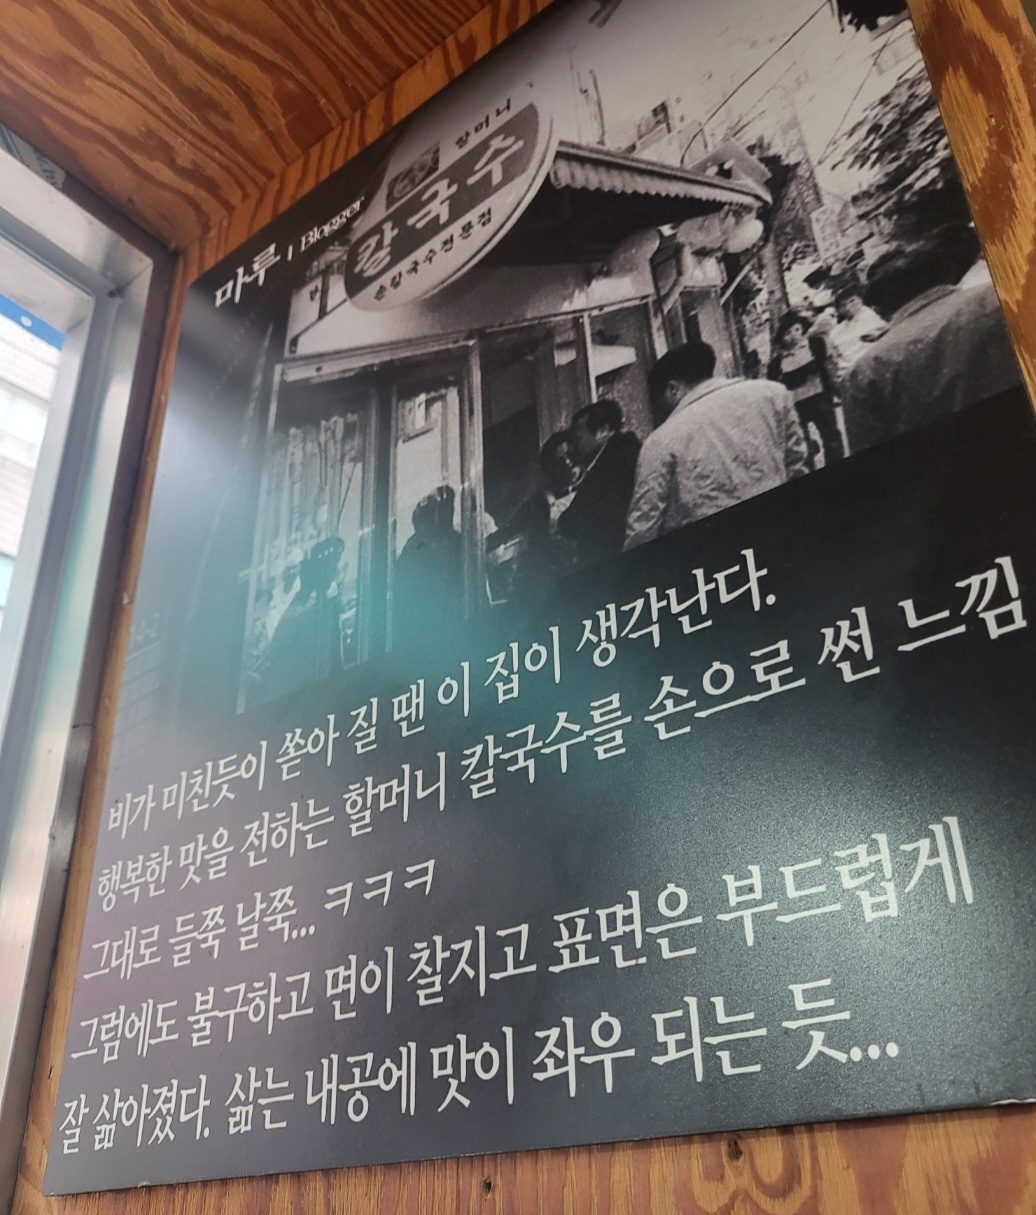 할머니
칼국수
손칼국수전문점
마루 | Blogger
비가 미친듯이 쏟아 질 땐 이 집이 생각난다.
행복한 맛을 전하는 할머니 칼국수를 손으로 썬 느낌
그대로 들쭉 날쭉... ㅋㅋㅋ
그럼에도 불구하고 면이 찰지고 표면은 부드럽게
잘 삶아졌다. 삶는 내공에 맛이 좌우 되는 듯...